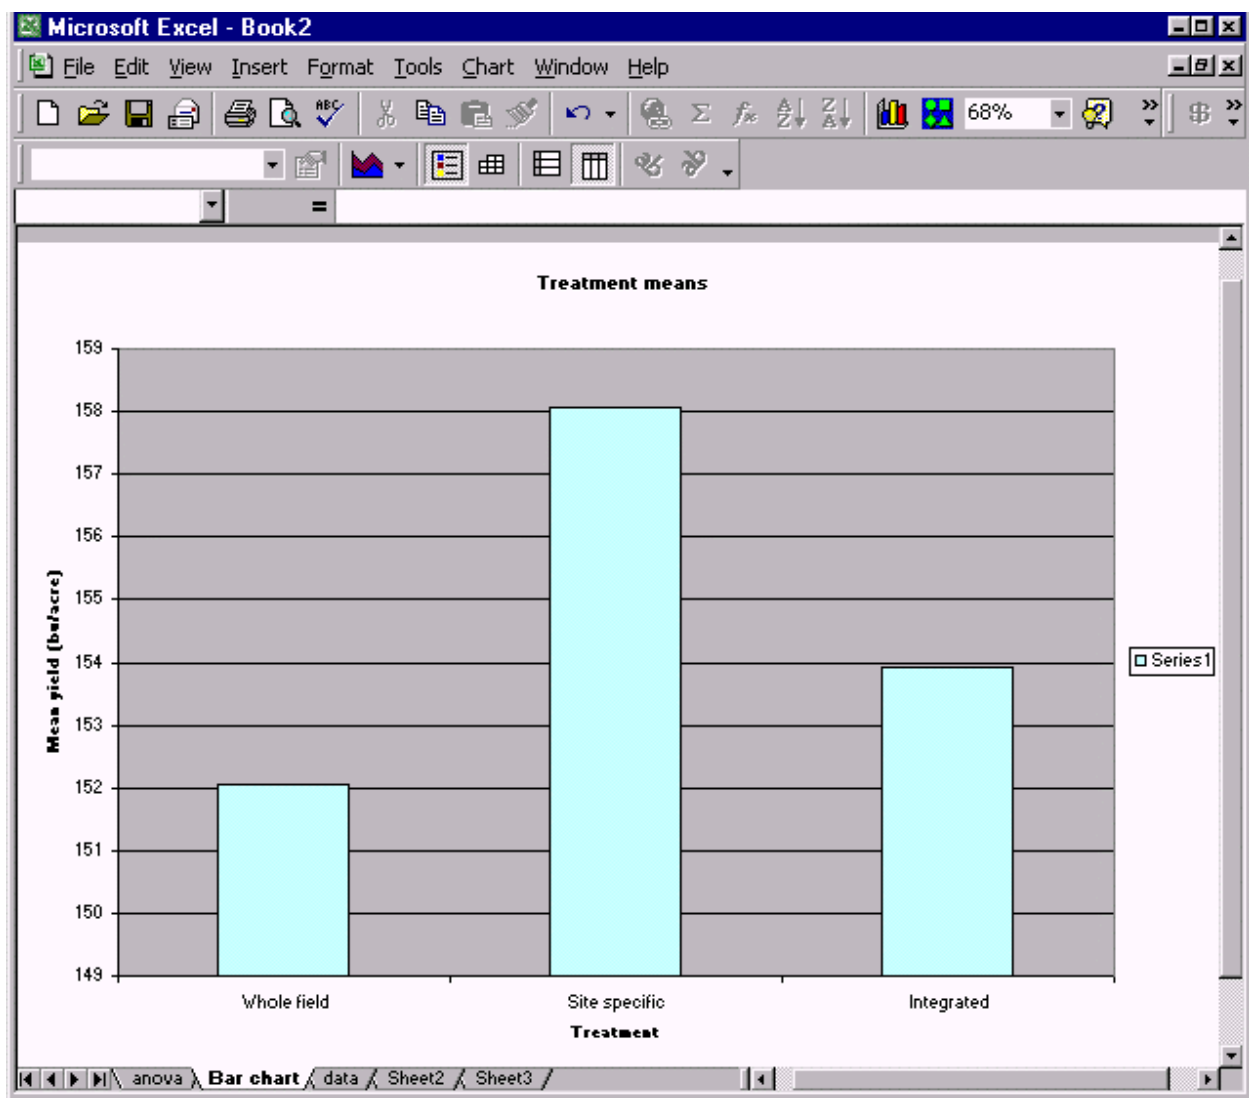 Microsoft Excel - Book2
File Edit View Insert Format Tools Chart Window Help
ABC Σ fx A Z Z A 68% $
=
Treatment means
159
158
157
156
155
154
153
152
151
150
149
Mean yield (bu/acre)
Series1
Whole field Site specific Integrated
Treatment
anova Bar chart data Sheet2 Sheet3